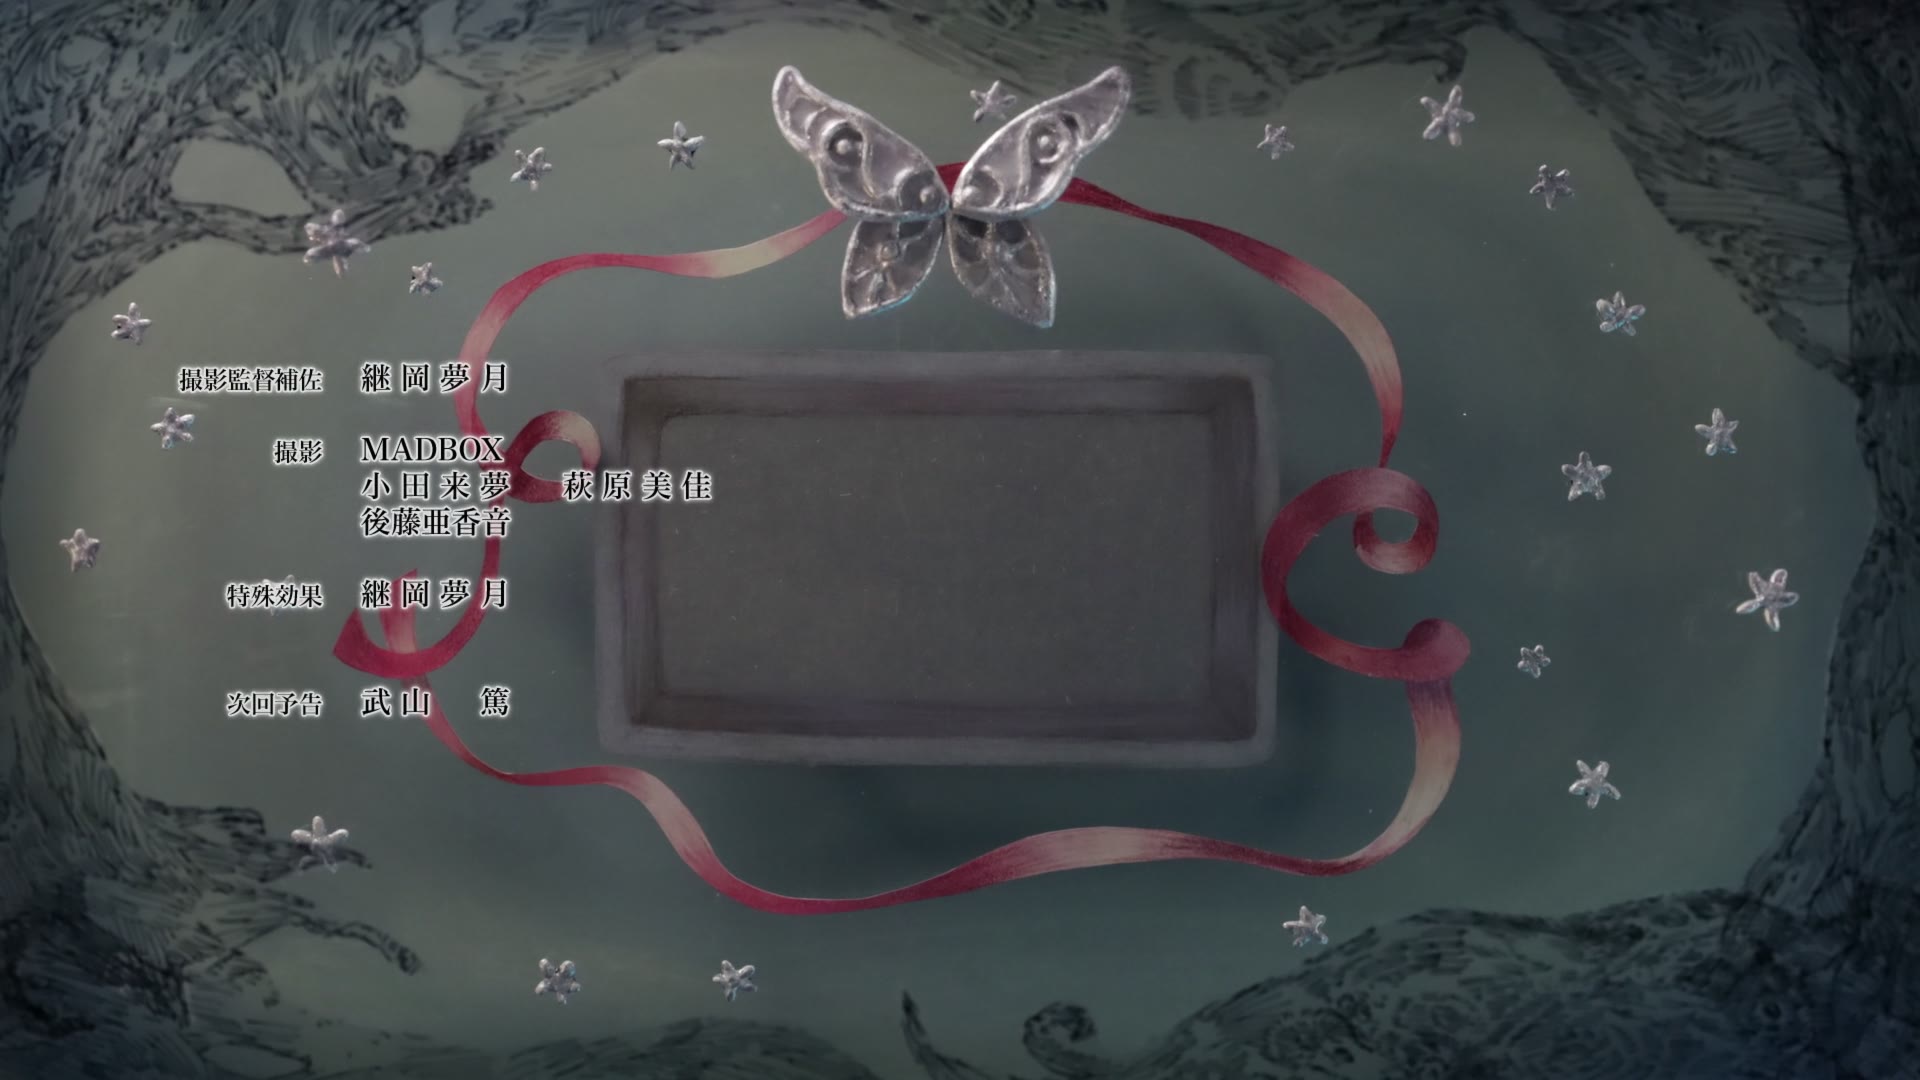 撮影監督補佐 継岡夢月
撮影 MADBOX
小田来夢 萩原美佳
後藤亜香音
特殊効果 継岡夢月
次回予告 武山 篤